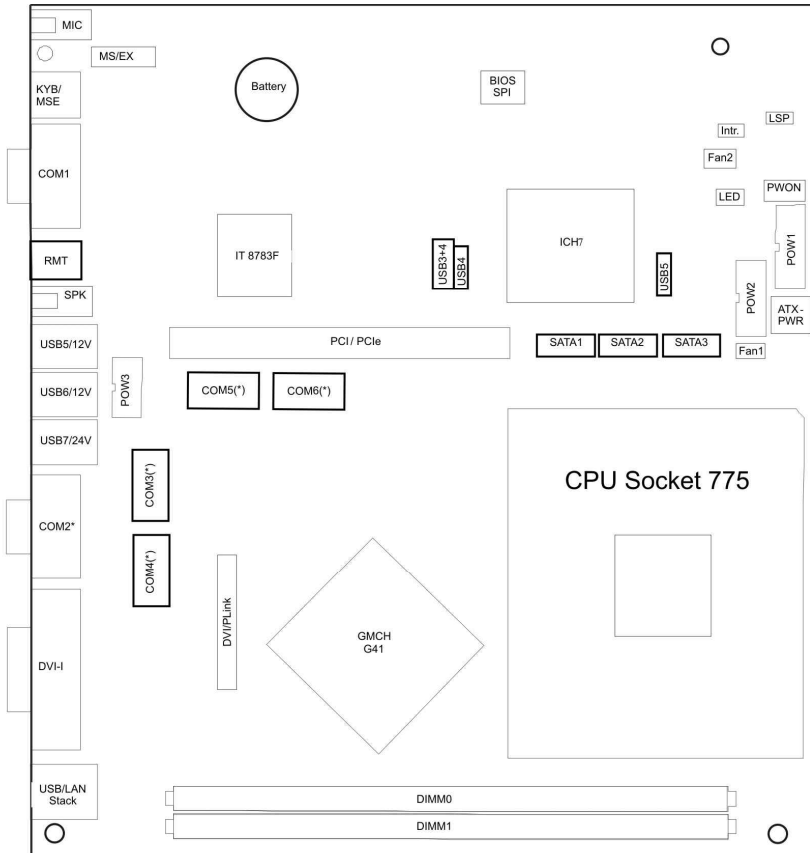 MIC
MS/EX
Battery
BIOS
SPI
KYB/
MSE
LSP
Intr.
Fan2
COM1
LED
PWON
IT 8783F
ICH7
USB3+4
USB4
USB5
POW1
POW2
RMT
SPK
ATX-
PWR
USB5/12V
PCI / PCIe
SATA1
SATA2
SATA3
Fan1
USB6/12V
POW3
COM5(*)
COM6(*)
USB7/24V
COM3(*)
CPU Socket 775
COM2*
COM4(*)
DVI/PLink
GMCH
G41
DVI-I
USB/LAN
Stack
DIMM0
DIMM1